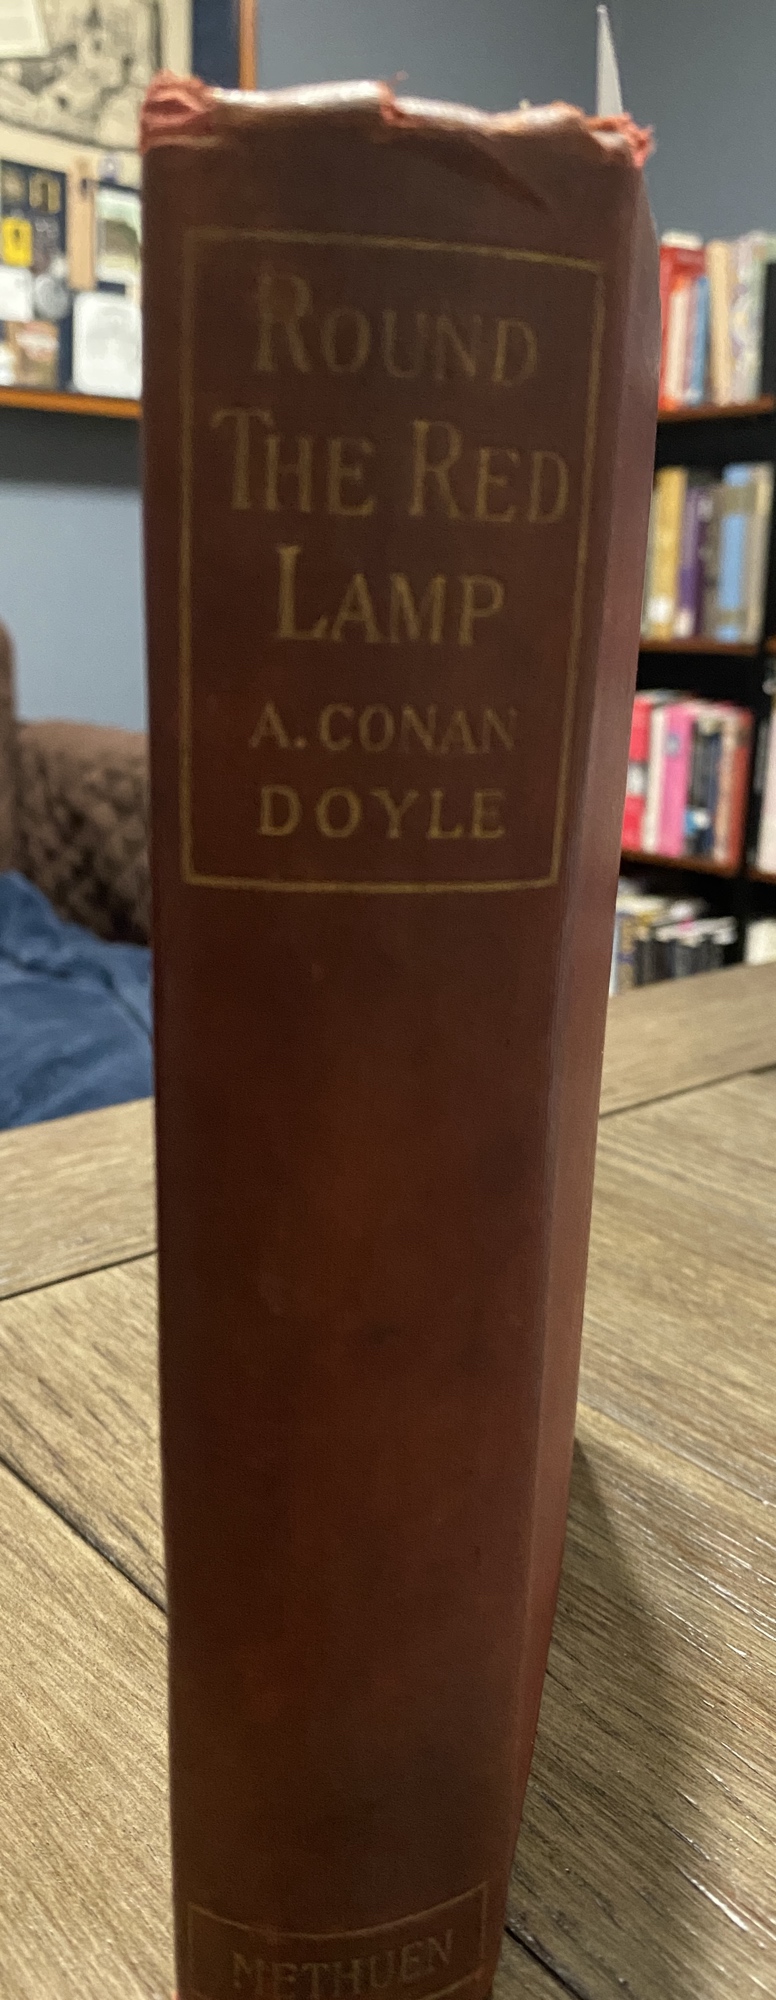 ROUND
THE RED
LAMP
A. CONAN
DOYLE
METHUEN